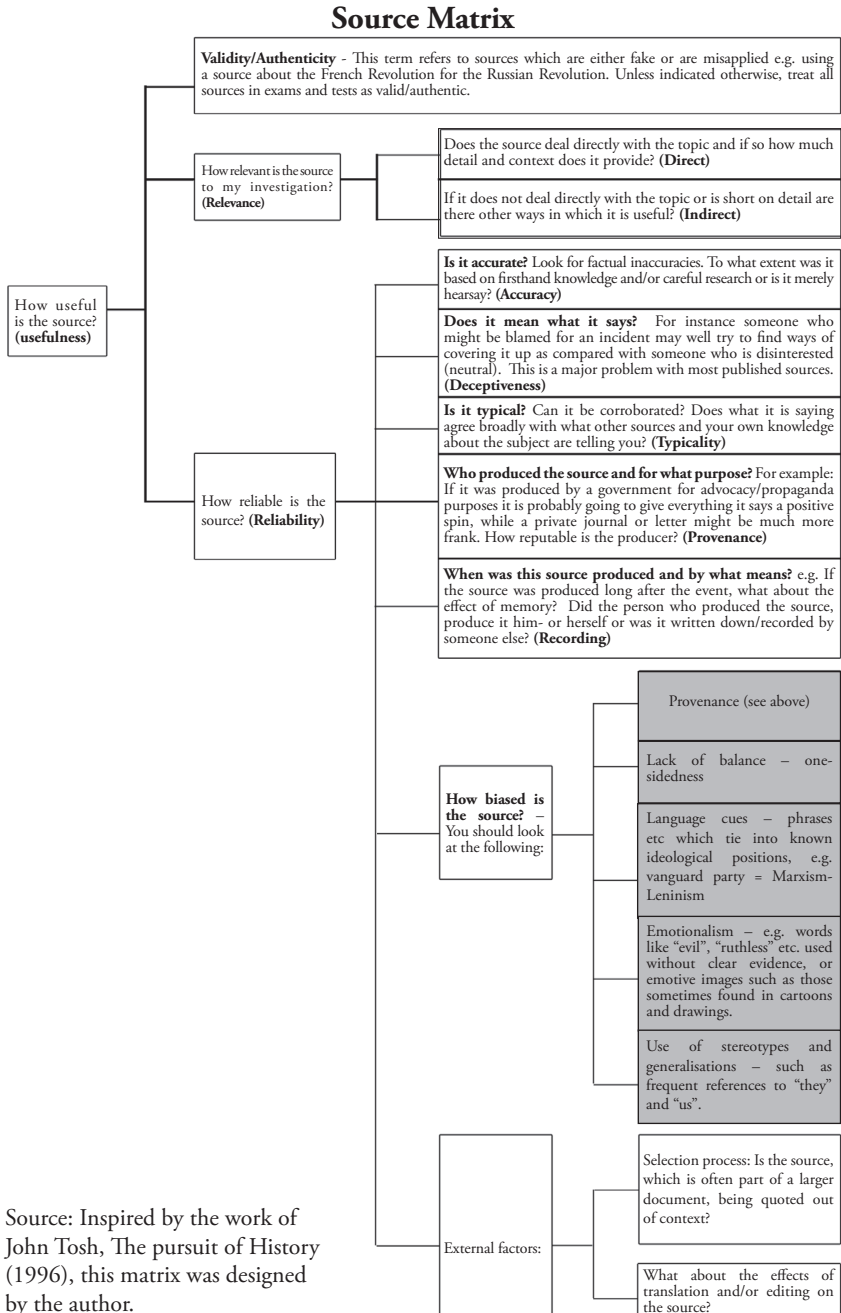 Source Matrix
Validity/Authenticity - This term refers to sources which are either fake or are misapplied e.g. using
a source about the French Revolution for the Russian Revolution. Unless indicated otherwise, treat all
sources in exams and tests as valid/authentic.
How useful
is the source?
(usefulness)
How relevant is the source
to my investigation?
(Relevance)
Does the source deal directly with the topic and if so how much
detail and context does it provide? (Direct)
If it does not deal directly with the topic or is short on detail are
there other ways in which it is useful? (Indirect)
How reliable is the
source? (Reliability)
Is it accurate? Look for factual inaccuracies. To what extent was it
based on firsthand knowledge and/or careful research or is it merely
hearsay? (Accuracy)
Does it mean what it says? For instance someone who
might be blamed for an incident may well try to find ways of
covering it up as compared with someone who is disinterested
(neutral). This is a major problem with most published sources.
(Deceptiveness)
Is it typical? Can it be corroborated? Does what it is saying
agree broadly with what other sources and your own knowledge
about the subject are telling you? (Typicality)
Who produced the source and for what purpose? For example:
If it was produced by a government for advocacy/propaganda
purposes it is probably going to give everything it says a positive
spin, while a private journal or letter might be much more
frank. How reputable is the producer? (Provenance)
When was this source produced and by what means? e.g. If
the source was produced long after the event, what about the
effect of memory? Did the person who produced the source,
produce it him- or herself or was it written down/recorded by
someone else? (Recording)
How biased is
the source? –
You should look
at the following:
Provenance (see above)
Lack of balance – one-
sidedness
Language cues – phrases
etc which tie into known
ideological positions, e.g.
vanguard party = Marxism-
Leninism
Emotionalism – e.g. words
like “evil”, “ruthless” etc. used
without clear evidence, or
emotive images such as those
sometimes found in cartoons
and drawings.
Use of stereotypes and
generalisations – such as
frequent references to “they”
and “us”.
External factors:
Selection process: Is the source,
which is often part of a larger
document, being quoted out
of context?
What about the effects of
translation and/or editing on
the source?
Source: Inspired by the work of
John Tosh, The pursuit of History
(1996), this matrix was designed
by the author.